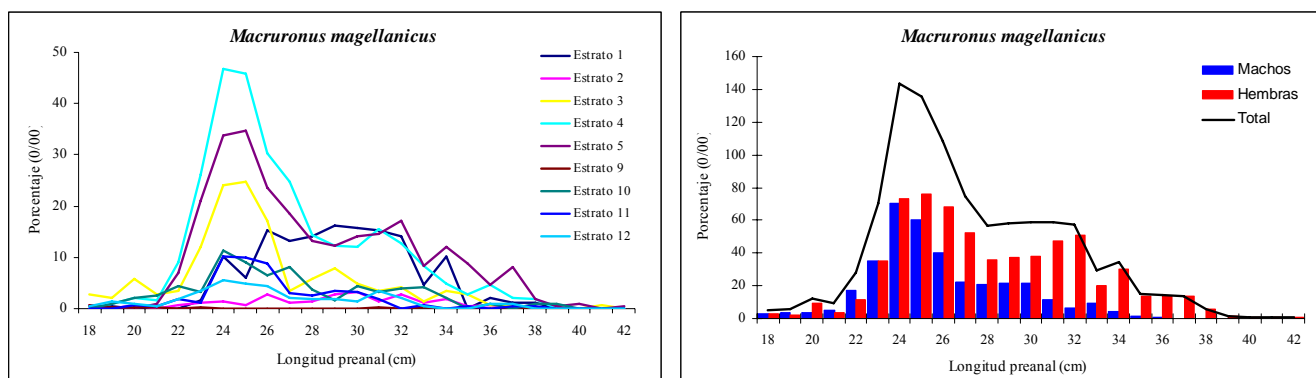 Macruronus magellanicus
50
40
30
20
10
0
Porcentaje (0/00)
18 20 22 24 26 28 30 32 34 36 38 40 42
Longitud preanal (cm)
Estrato 1
Estrato 2
Estrato 3
Estrato 4
Estrato 5
Estrato 9
Estrato 10
Estrato 11
Estrato 12
Macruronus magellanicus
160
140
120
100
80
60
40
20
0
Porcentaje (0/00)
18 20 22 24 26 28 30 32 34 36 38 40 42
Longitud preanal (cm)
Machos
Hembras
Total